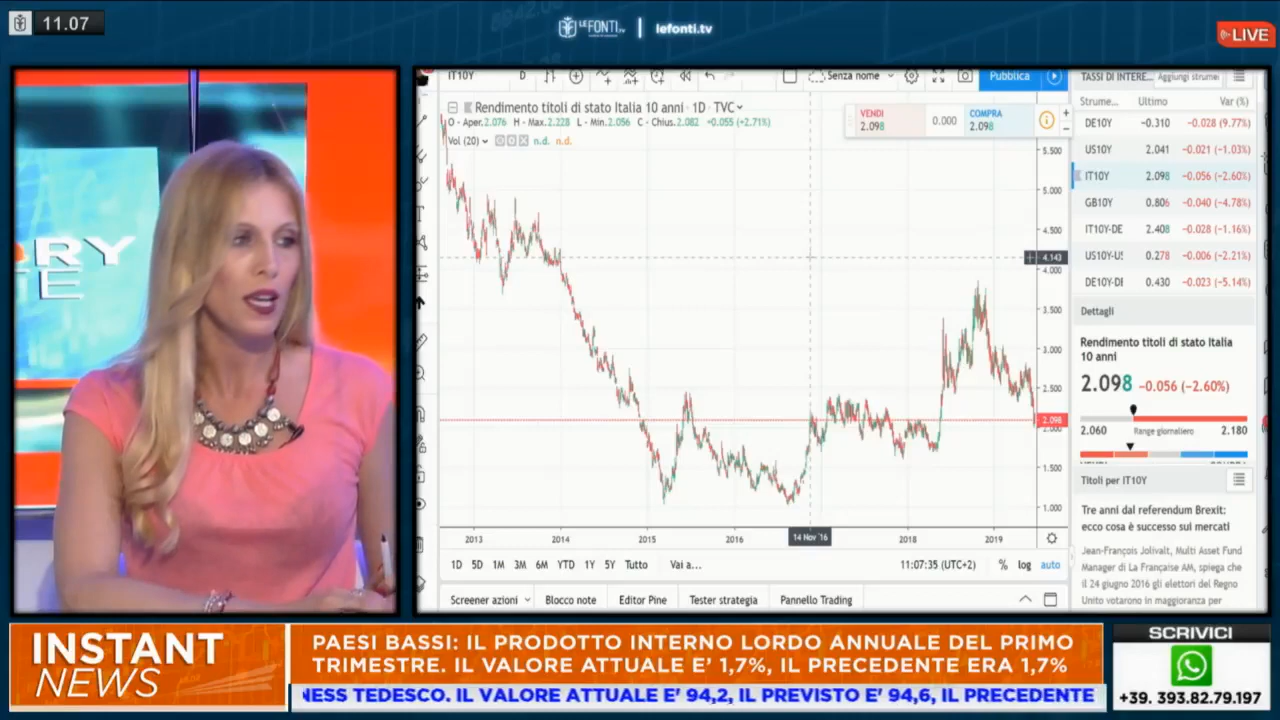 11.07
LE FONTI.tv
lefonti.tv
LIVE
RY
E
IT10Y
D
Senza nome
Pubblica
Rendimento titoli di stato Italia 10 anni · 1D · TVC
O - Aper.2.076 H - Max.2.228 L - Min.2.056 C - Chius.2.082 +0.055 (+2.71%)
Vol (20) n.d. n.d.
VENDI
2.098
0.000
COMPRA
2.098
5.500
5.000
4.500
4.143
4.000
3.500
3.000
2.500
2.098
2.000
1.500
1.000
2013 2014 2015 2016 14 Nov '16 2018 2019
1D 5D 1M 3M 6M YTD 1Y 5Y Tutto Vai a...
11:07:35 (UTC+2) % log auto
Screener azioni Blocco note Editor Pine Tester strategia Pannello Trading
TASSI DI INTERE... Aggiungi strumei
Strume... Ultimo Var (%)
DE10Y −0.310 −0.028 (9.77%)
US10Y 2.041 −0.021 (−1.03%)
IT10Y 2.098 −0.056 (−2.60%)
GB10Y 0.806 −0.040 (−4.78%)
IT10Y-DE 2.408 −0.028 (−1.16%)
US10Y-U 0.278 −0.006 (−2.21%)
DE10Y-DI 0.430 −0.023 (−5.14%)
Dettagli
Rendimento titoli di stato Italia
10 anni
2.098 −0.056 (−2.60%)
2.060 Range giornaliero 2.180
Titoli per IT10Y
Tre anni dal referendum Brexit:
ecco cosa è successo sui mercati
Jean-François Jolivalt, Multi Asset Fund
Manager di La Française AM, spiega che
il 24 giugno 2016 gli elettori del Regno
Unito votarono in maggioranza per
INSTANT
NEWS
PAESI BASSI: IL PRODOTTO INTERNO LORDO ANNUALE DEL PRIMO
TRIMESTRE. IL VALORE ATTUALE E' 1,7%, IL PRECEDENTE ERA 1,7%
NESS TEDESCO. IL VALORE ATTUALE E' 94,2, IL PREVISTO E' 94,6, IL PRECEDENTE
SCRIVICI
+39. 393.82.79.197